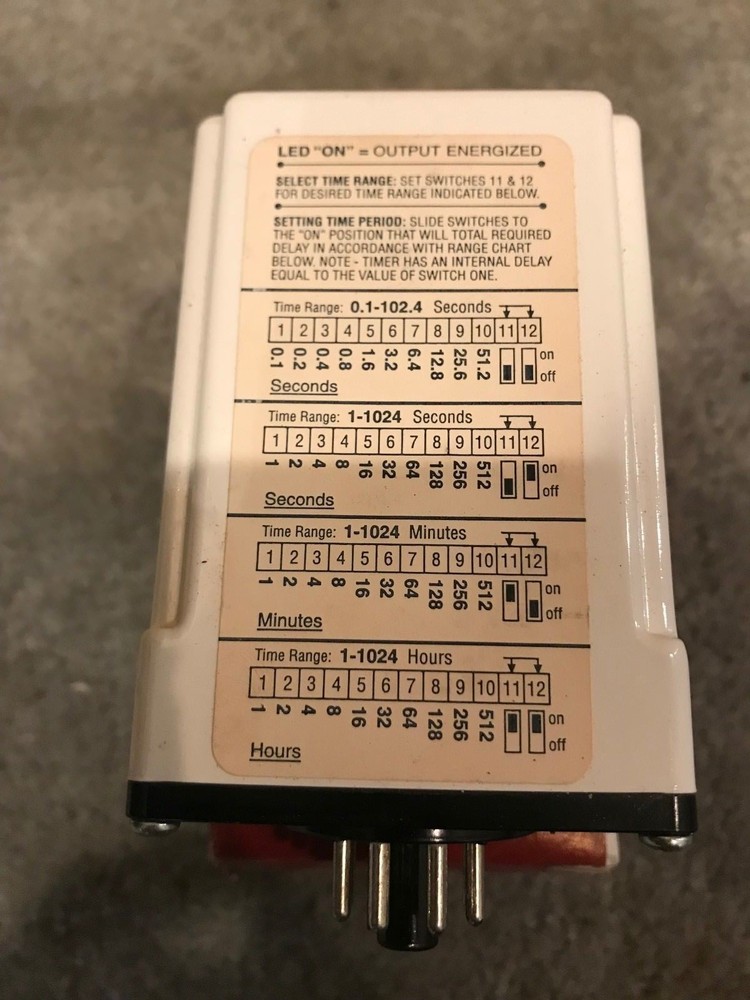 LED "ON" = OUTPUT ENERGIZED
SELECT TIME RANGE: SET SWITCHES 11 & 12
FOR DESIRED TIME RANGE INDICATED BELOW.
SETTING TIME PERIOD: SLIDE SWITCHES TO
THE "ON" POSITION THAT WILL TOTAL REQUIRED
DELAY IN ACCORDANCE WITH RANGE CHART
BELOW. NOTE - TIMER HAS AN INTERNAL DELAY
EQUAL TO THE VALUE OF SWITCH ONE.
Time Range: 0.1-102.4 Seconds
1 2 3 4 5 6 7 8 9 10 11 12
0.1 0.2 0.4 0.8 1.6 3.2 6.4 12.8 25.6 51.2 on
off
Seconds
Time Range: 1-1024 Seconds
1 2 3 4 5 6 7 8 9 10 11 12
1 2 4 8 16 32 64 128 256 512 on
off
Seconds
Time Range: 1-1024 Minutes
1 2 3 4 5 6 7 8 9 10 11 12
1 2 4 8 16 32 64 128 256 512 on
off
Minutes
Time Range: 1-1024 Hours
1 2 3 4 5 6 7 8 9 10 11 12
1 2 4 8 16 32 64 128 256 512 on
off
Hours